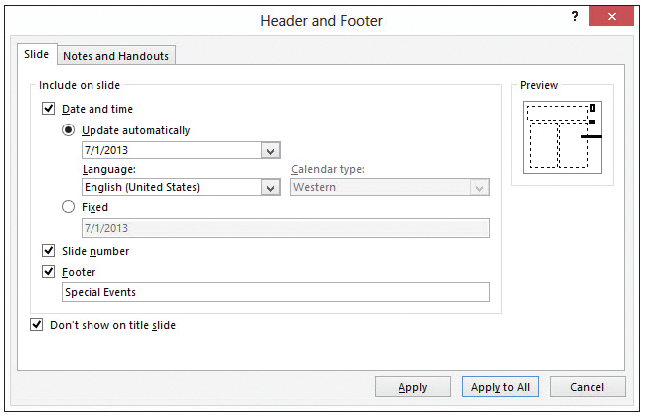 Header and Footer
?
Slide
Notes and Handouts
Include on slide
Preview
Date and time
Update automatically
7/1/2013
Language:
Calendar type:
English (United States)
Western
Fixed
7/1/2013
Slide number
Footer
Special Events
Don't show on title slide
Apply
Apply to All
Cancel